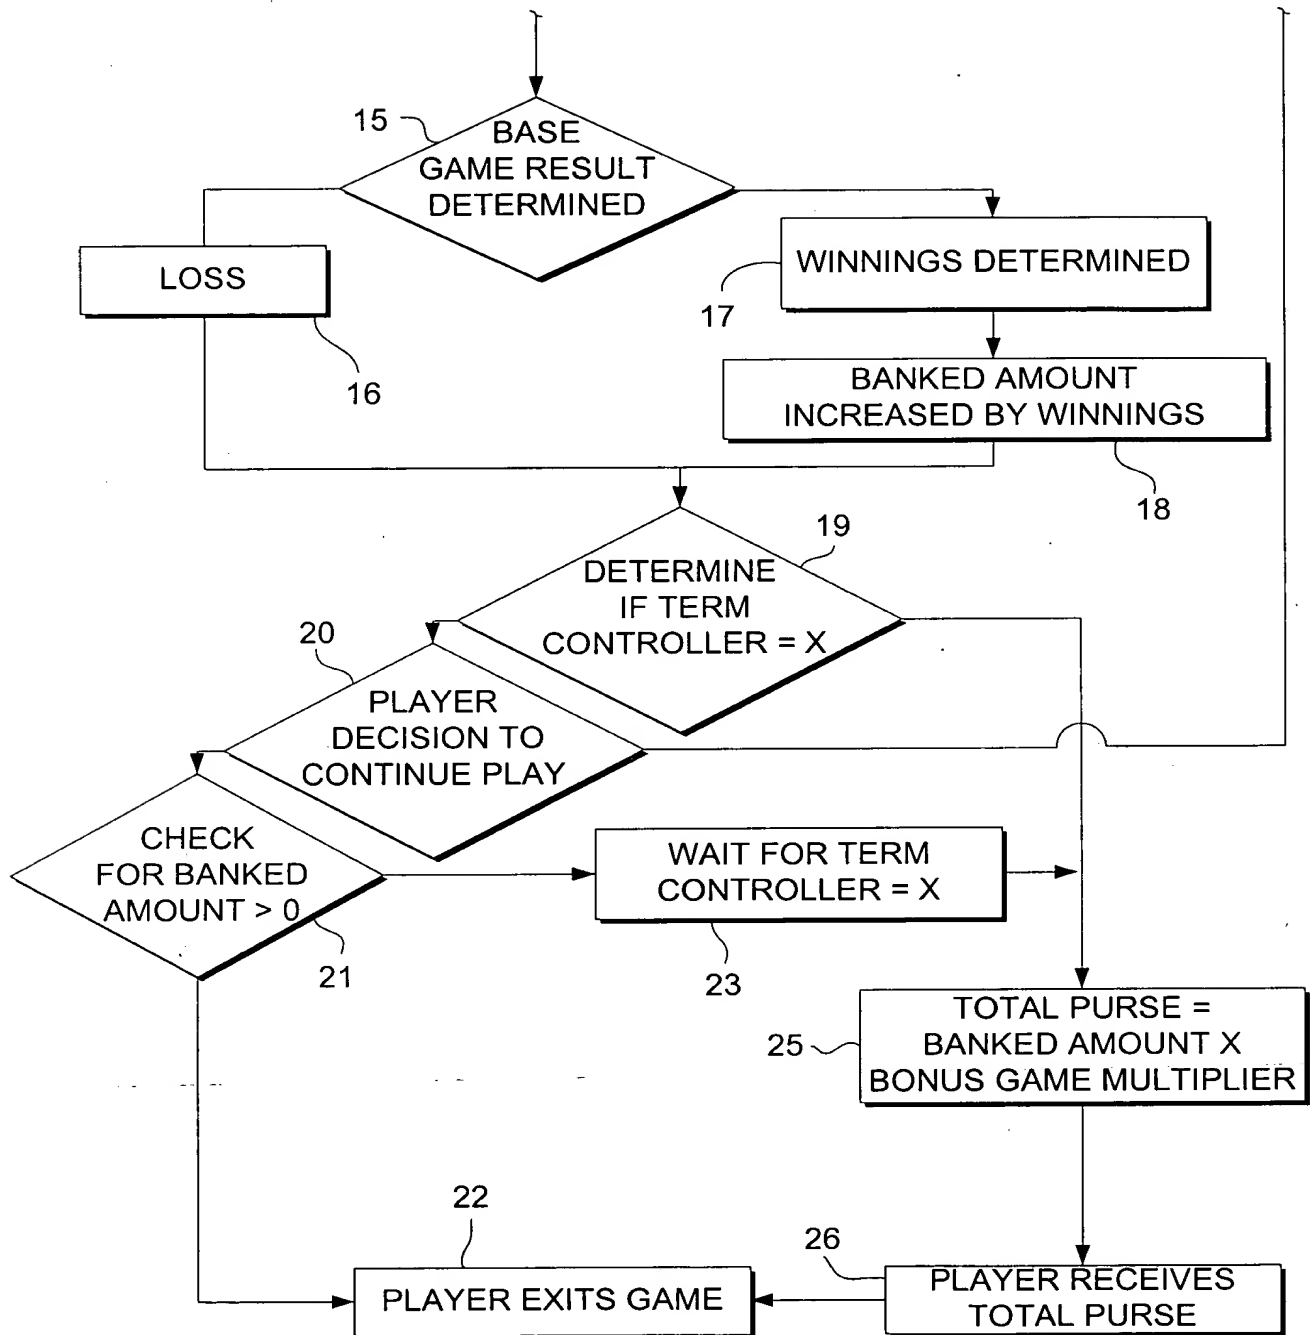 15
BASE
GAME RESULT
DETERMINED
LOSS
16
WINNINGS DETERMINED
17
BANKED AMOUNT
INCREASED BY WINNINGS
18
19
DETERMINE
IF TERM
CONTROLLER = X
20
PLAYER
DECISION TO
CONTINUE PLAY
CHECK
FOR BANKED
AMOUNT > 0
21
WAIT FOR TERM
CONTROLLER = X
23
25
TOTAL PURSE =
BANKED AMOUNT X
BONUS GAME MULTIPLIER
22
PLAYER EXITS GAME
26
PLAYER RECEIVES
TOTAL PURSE